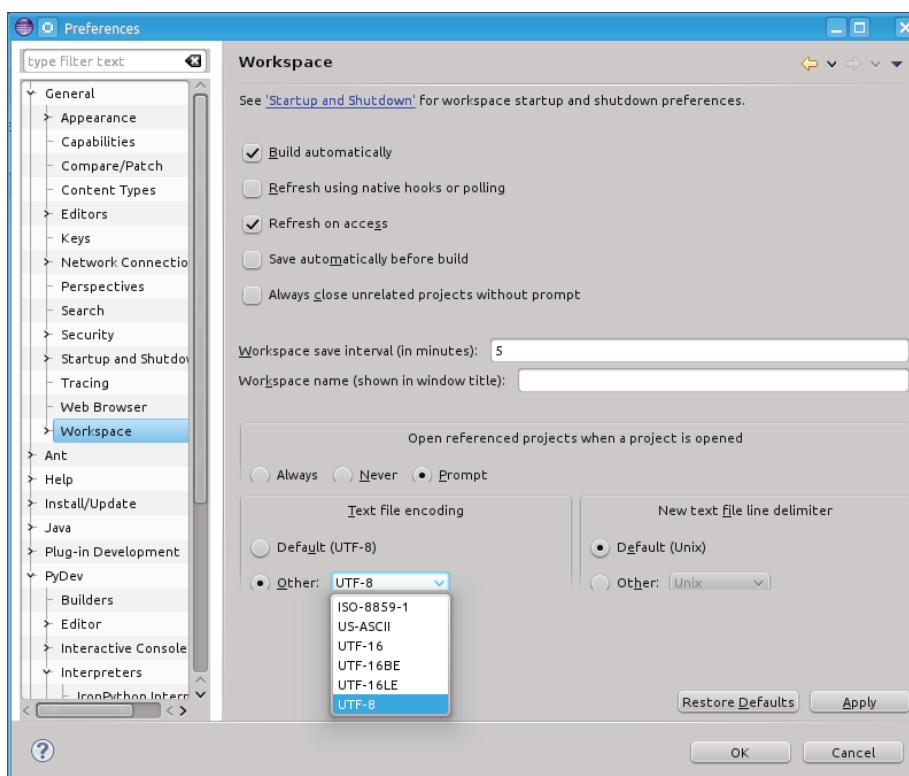 Preferences
type filter text
General
Appearance
Capabilities
Compare/Patch
Content Types
Editors
Keys
Network Connectio
Perspectives
Search
Security
Startup and Shutdov
Tracing
Web Browser
Workspace
Ant
Help
Install/Update
Java
Plug-in Development
PyDev
Builders
Editor
Interactive Console
Interpreters
IronPython Interr
Workspace
See 'Startup and Shutdown' for workspace startup and shutdown preferences.
Build automatically
Refresh using native hooks or polling
Refresh on access
Save automatically before build
Always close unrelated projects without prompt
Workspace save interval (in minutes): 5
Workspace name (shown in window title):
Open referenced projects when a project is opened
Always Never Prompt
Text file encoding
Default (UTF-8)
Other: UTF-8
ISO-8859-1
US-ASCII
UTF-16
UTF-16BE
UTF-16LE
UTF-8
New text file line delimiter
Default (Unix)
Other: Unix
Restore Defaults Apply
? OK Cancel